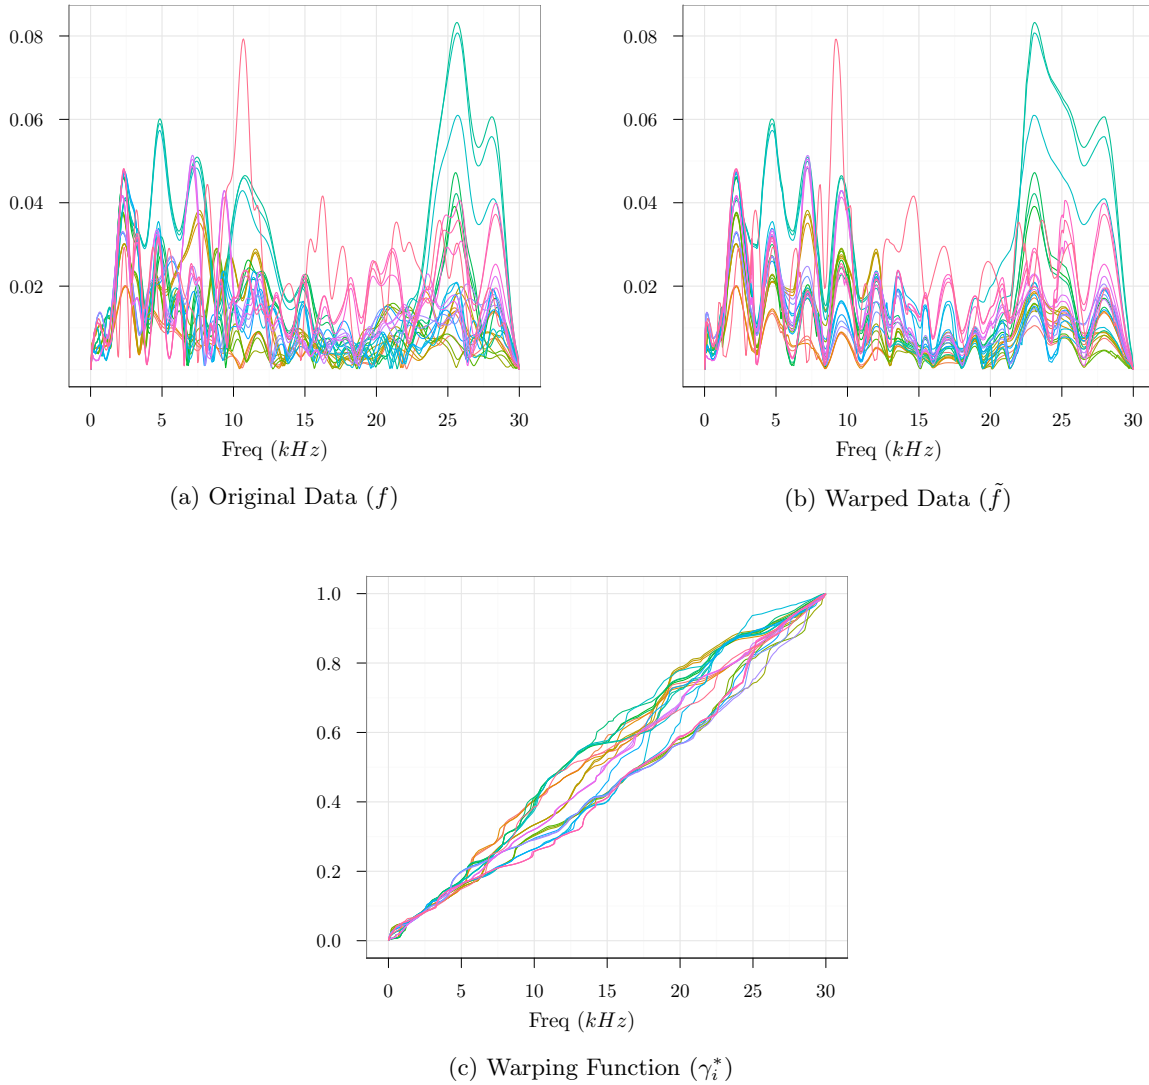 0.08
0.06
0.04
0.02
0 5 10 15 20 25 30
Freq (kHz)
(a) Original Data (f)
0.08
0.06
0.04
0.02
0 5 10 15 20 25 30
Freq (kHz)
(b) Warped Data (f̃)
1.0
0.8
0.6
0.4
0.2
0.0
0 5 10 15 20 25 30
Freq (kHz)
(c) Warping Function (γᵢ*)